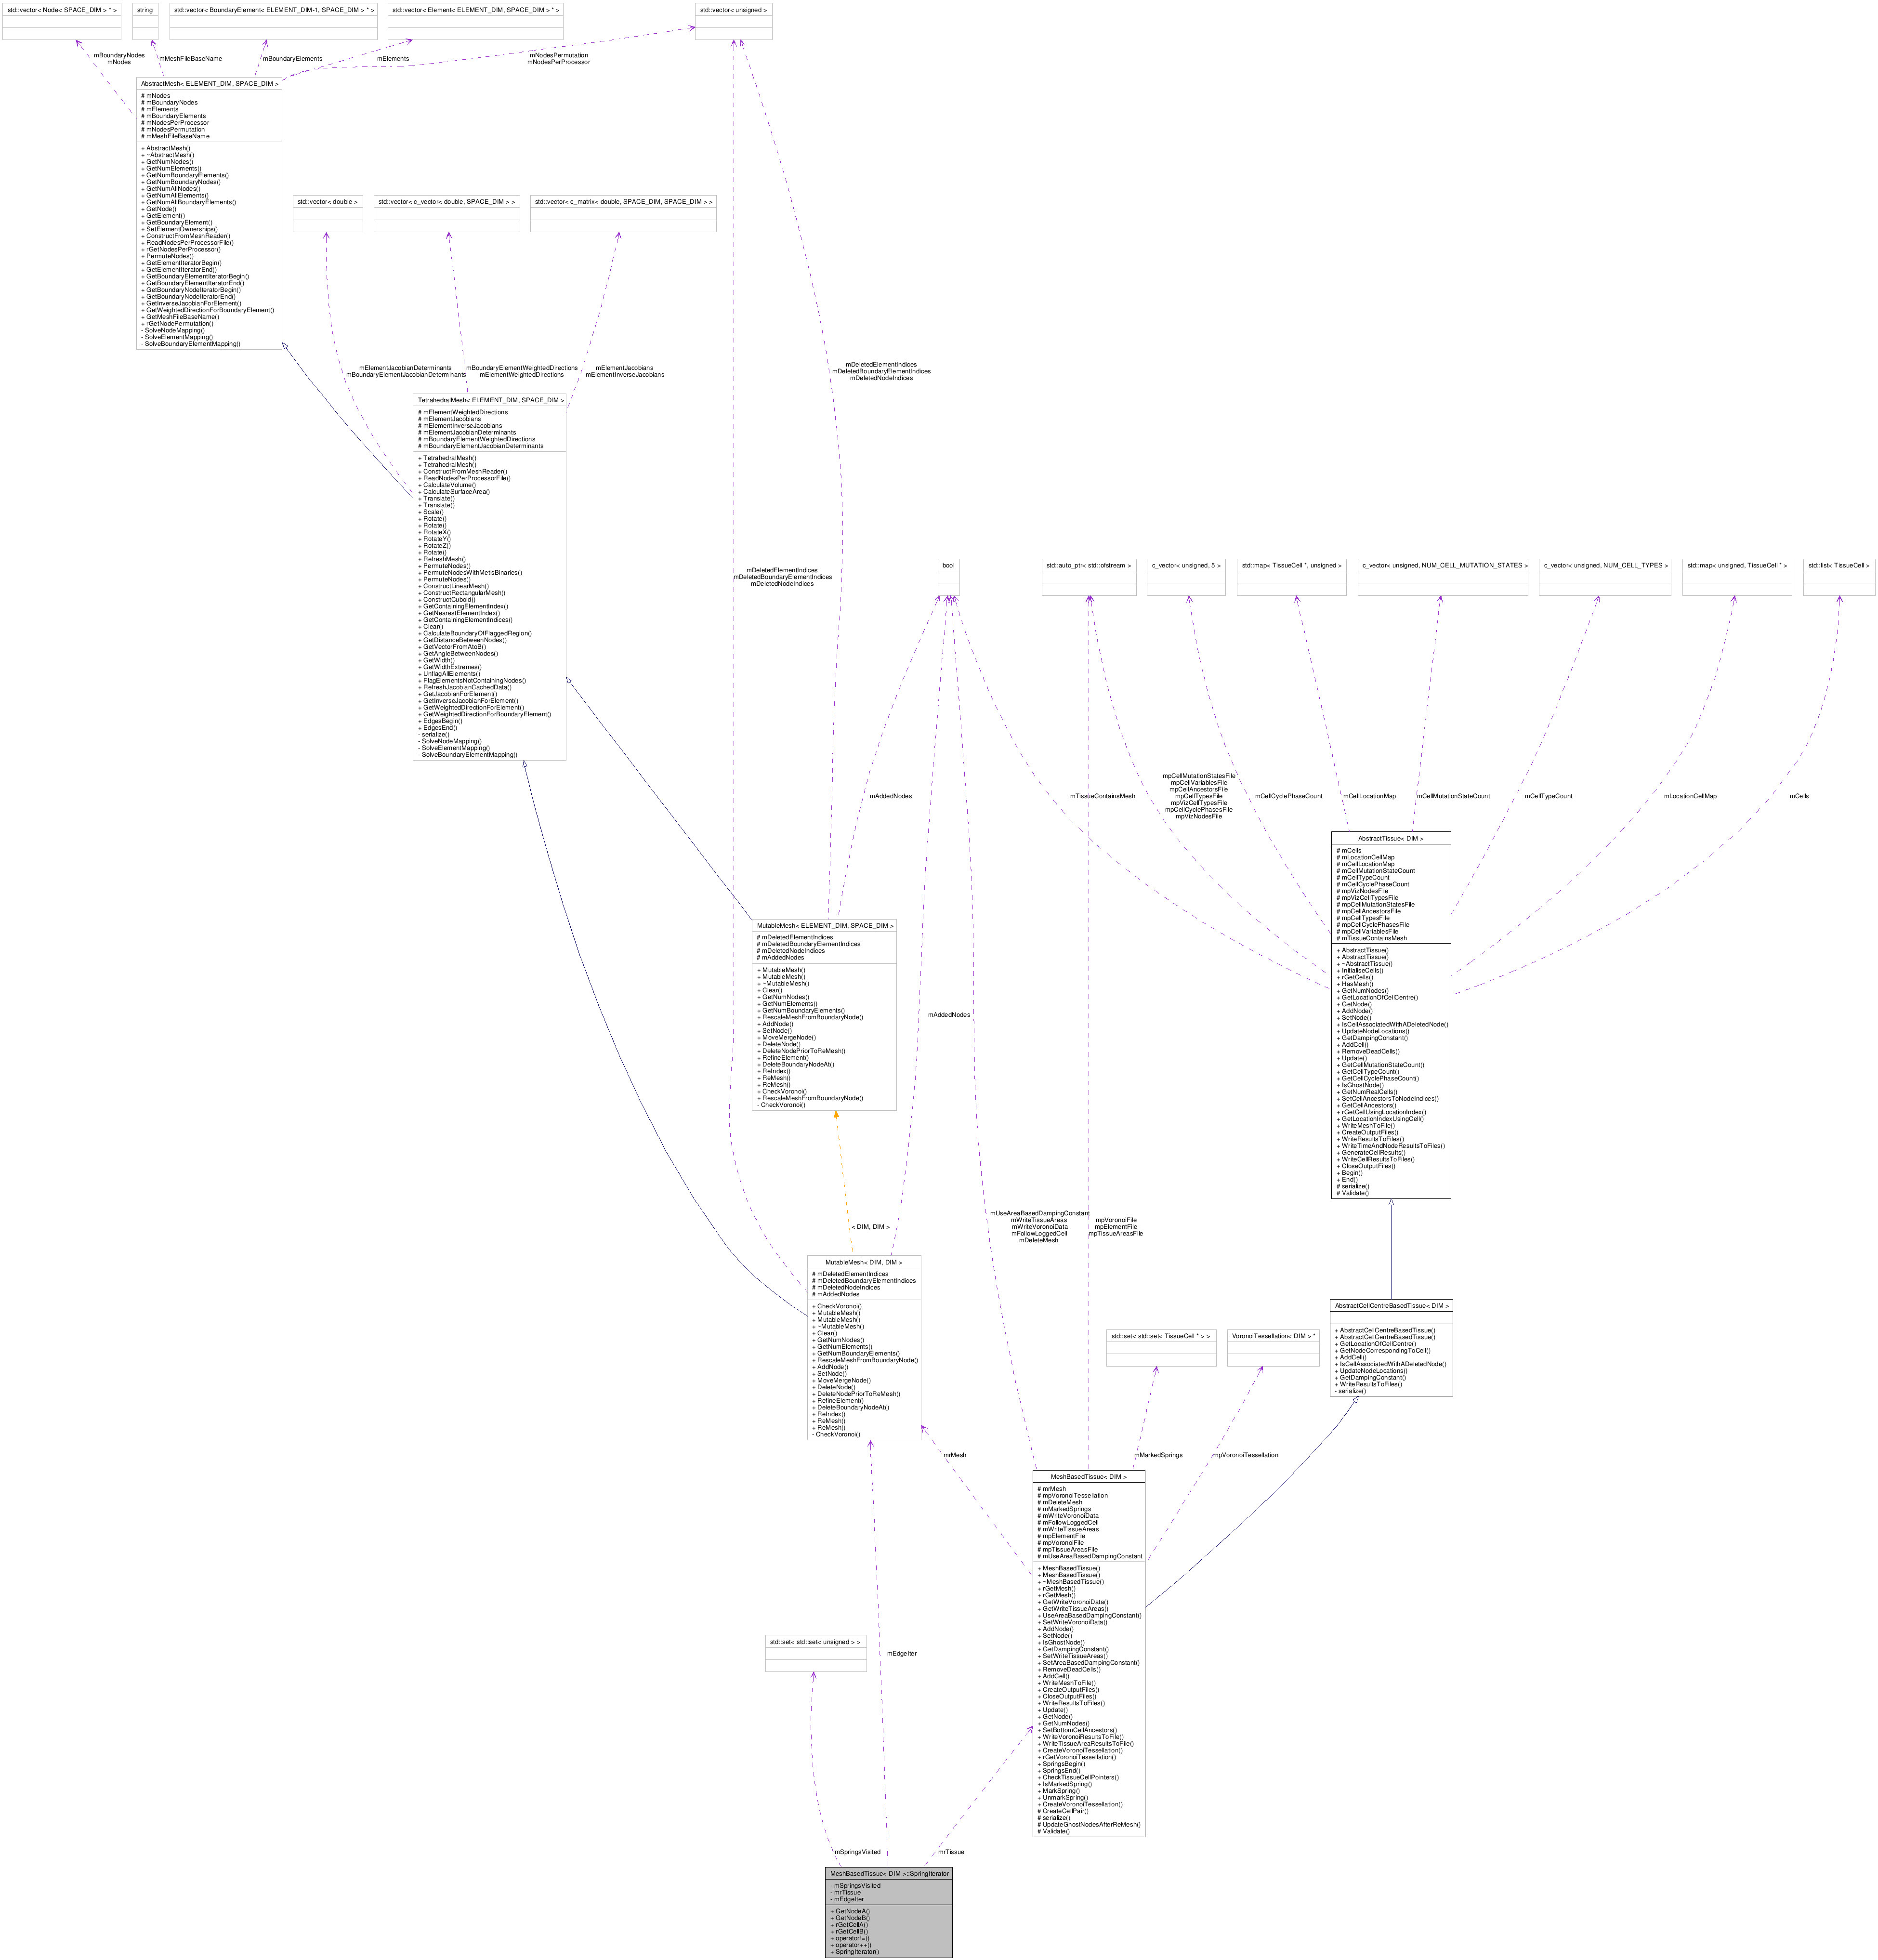 std::vector< Node< SPACE_DIM > * >
string
std::vector< BoundaryElement< ELEMENT_DIM-1, SPACE_DIM > * >
std::vector< Element< ELEMENT_DIM, SPACE_DIM > * >
std::vector< unsigned >
mBoundaryNodes
mNodes
mMeshFileBaseName
mBoundaryElements
mElements
mNodesPermutation
mNodesPerProcessor
AbstractMesh< ELEMENT_DIM, SPACE_DIM >
# mNodes
# mBoundaryNodes
# mElements
# mBoundaryElements
# mNodesPerProcessor
# mNodesPermutation
# mMeshFileBaseName
+ AbstractMesh()
+ ~AbstractMesh()
+ GetNumNodes()
+ GetNumElements()
+ GetNumBoundaryElements()
+ GetNumBoundaryNodes()
+ GetNumAllNodes()
+ GetNumAllElements()
+ GetNumAllBoundaryElements()
+ GetNode()
+ GetElement()
+ GetBoundaryElement()
+ SetElementOwnerships()
+ ConstructFromMeshReader()
+ ReadNodesPerProcessorFile()
+ rGetNodesPerProcessor()
+ PermuteNodes()
+ GetElementIteratorBegin()
+ GetElementIteratorEnd()
+ GetBoundaryElementIteratorBegin()
+ GetBoundaryElementIteratorEnd()
+ GetBoundaryNodeIteratorBegin()
+ GetBoundaryNodeIteratorEnd()
+ GetInverseJacobianForElement()
+ GetWeightedDirectionForBoundaryElement()
+ GetMeshFileBaseName()
+ rGetNodePermutation()
- SolveNodeMapping()
- SolveElementMapping()
- SolveBoundaryElementMapping()
std::vector< double >
std::vector< c_vector< double, SPACE_DIM > >
std::vector< c_matrix< double, SPACE_DIM, SPACE_DIM > >
mElementJacobianDeterminants
mBoundaryElementJacobianDeterminants
mBoundaryElementWeightedDirections
mElementWeightedDirections
mElementJacobians
mElementInverseJacobians
mDeletedElementIndices
mDeletedBoundaryElementIndices
mDeletedNodeIndices
TetrahedralMesh< ELEMENT_DIM, SPACE_DIM >
# mElementWeightedDirections
# mElementJacobians
# mElementInverseJacobians
# mElementJacobianDeterminants
# mBoundaryElementWeightedDirections
# mBoundaryElementJacobianDeterminants
+ TetrahedralMesh()
+ TetrahedralMesh()
+ ConstructFromMeshReader()
+ ReadNodesPerProcessorFile()
+ CalculateVolume()
+ CalculateSurfaceArea()
+ Translate()
+ Translate()
+ Scale()
+ Rotate()
+ Rotate()
+ RotateX()
+ RotateY()
+ RotateZ()
+ Rotate()
+ RefreshMesh()
+ PermuteNodes()
+ PermuteNodesWithMetisBinaries()
+ PermuteNodes()
+ ConstructLinearMesh()
+ ConstructRectangularMesh()
+ ConstructCuboid()
+ GetContainingElementIndex()
+ GetNearestElementIndex()
+ GetContainingElementIndices()
+ Clear()
+ CalculateBoundaryOfFlaggedRegion()
+ GetDistanceBetweenNodes()
+ GetVectorFromAtoB()
+ GetAngleBetweenNodes()
+ GetWidth()
+ GetWidthExtremes()
+ UnflagAllElements()
+ FlagElementsNotContainingNodes()
+ RefreshJacobianCachedData()
+ GetJacobianForElement()
+ GetInverseJacobianForElement()
+ GetWeightedDirectionForElement()
+ GetWeightedDirectionForBoundaryElement()
+ EdgesBegin()
+ EdgesEnd()
- serialize()
- SolveNodeMapping()
- SolveElementMapping()
- SolveBoundaryElementMapping()
mDeletedElementIndices
mDeletedBoundaryElementIndices
mDeletedNodeIndices
bool
std::auto_ptr< std::ofstream >
c_vector< unsigned, 5 >
std::map< TissueCell *, unsigned >
c_vector< unsigned, NUM_CELL_MUTATION_STATES >
c_vector< unsigned, NUM_CELL_TYPES >
std::map< unsigned, TissueCell * >
std::list< TissueCell >
mAddedNodes
mTissueContainsMesh
mpCellMutationStatesFile
mpCellVariablesFile
mpCellAncestorsFile
mpCellTypesFile
mpVizCellTypesFile
mpCellCyclePhasesFile
mpVizNodesFile
mCellCyclePhaseCount
mCellLocationMap
mCellMutationStateCount
mCellTypeCount
mLocationCellMap
mCells
AbstractTissue< DIM >
# mCells
# mLocationCellMap
# mCellLocationMap
# mCellMutationStateCount
# mCellTypeCount
# mCellCyclePhaseCount
# mpVizNodesFile
# mpVizCellTypesFile
# mpCellMutationStatesFile
# mpCellAncestorsFile
# mpCellTypesFile
# mpCellCyclePhasesFile
# mpCellVariablesFile
# mTissueContainsMesh
+ AbstractTissue()
+ AbstractTissue()
+ ~AbstractTissue()
+ InitialiseCells()
+ rGetCells()
+ HasMesh()
+ GetNumNodes()
+ GetLocationOfCellCentre()
+ GetNode()
+ AddNode()
+ SetNode()
+ IsCellAssociatedWithADeletedNode()
+ UpdateNodeLocations()
+ GetDampingConstant()
+ AddCell()
+ RemoveDeadCells()
+ Update()
+ GetCellMutationStateCount()
+ GetCellTypeCount()
+ GetCellCyclePhaseCount()
+ IsGhostNode()
+ GetNumRealCells()
+ SetCellAncestorsToNodeIndices()
+ GetCellAncestors()
+ rGetCellUsingLocationIndex()
+ GetLocationIndexUsingCell()
+ WriteMeshToFile()
+ CreateOutputFiles()
+ WriteResultsToFiles()
+ WriteTimeAndNodeResultsToFiles()
+ GenerateCellResults()
+ WriteCellResultsToFiles()
+ CloseOutputFiles()
+ Begin()
+ End()
# serialize()
# Validate()
MutableMesh< ELEMENT_DIM, SPACE_DIM >
# mDeletedElementIndices
# mDeletedBoundaryElementIndices
# mDeletedNodeIndices
# mAddedNodes
+ MutableMesh()
+ MutableMesh()
+ ~MutableMesh()
+ Clear()
+ GetNumNodes()
+ GetNumElements()
+ GetNumBoundaryElements()
+ RescaleMeshFromBoundaryNode()
+ AddNode()
+ SetNode()
+ MoveMergeNode()
+ DeleteNode()
+ DeleteNodePriorToReMesh()
+ RefineElement()
+ DeleteBoundaryNodeAt()
+ ReIndex()
+ ReMesh()
+ ReMesh()
+ CheckVoronoi()
+ RescaleMeshFromBoundaryNode()
- CheckVoronoi()
mAddedNodes
< DIM, DIM >
mUseAreaBasedDampingConstant
mWriteTissueAreas
mWriteVoronoiData
mFollowLoggedCell
mDeleteMesh
mpVoronoiFile
mpElementFile
mpTissueAreasFile
MutableMesh< DIM, DIM >
# mDeletedElementIndices
# mDeletedBoundaryElementIndices
# mDeletedNodeIndices
# mAddedNodes
+ CheckVoronoi()
+ MutableMesh()
+ MutableMesh()
+ ~MutableMesh()
+ Clear()
+ GetNumNodes()
+ GetNumElements()
+ GetNumBoundaryElements()
+ RescaleMeshFromBoundaryNode()
+ AddNode()
+ SetNode()
+ MoveMergeNode()
+ DeleteNode()
+ DeleteNodePriorToReMesh()
+ RefineElement()
+ DeleteBoundaryNodeAt()
+ ReIndex()
+ ReMesh()
+ ReMesh()
- CheckVoronoi()
std::set< std::set< TissueCell * > >
VoronoiTessellation< DIM > *
AbstractCellCentreBasedTissue< DIM >
+ AbstractCellCentreBasedTissue()
+ AbstractCellCentreBasedTissue()
+ GetLocationOfCellCentre()
+ GetNodeCorrespondingToCell()
+ AddCell()
+ IsCellAssociatedWithADeletedNode()
+ UpdateNodeLocations()
+ GetDampingConstant()
+ WriteResultsToFiles()
- serialize()
mrMesh
mMarkedSprings
mpVoronoiTessellation
MeshBasedTissue< DIM >
# mrMesh
# mpVoronoiTessellation
# mDeleteMesh
# mMarkedSprings
# mWriteVoronoiData
# mFollowLoggedCell
# mWriteTissueAreas
# mpElementFile
# mpVoronoiFile
# mpTissueAreasFile
# mUseAreaBasedDampingConstant
+ MeshBasedTissue()
+ MeshBasedTissue()
+ ~MeshBasedTissue()
+ rGetMesh()
+ rGetMesh()
+ GetWriteVoronoiData()
+ GetWriteTissueAreas()
+ UseAreaBasedDampingConstant()
+ SetWriteVoronoiData()
+ AddNode()
+ SetNode()
+ IsGhostNode()
+ GetDampingConstant()
+ SetWriteTissueAreas()
+ SetAreaBasedDampingConstant()
+ RemoveDeadCells()
+ AddCell()
+ WriteMeshToFile()
+ CreateOutputFiles()
+ CloseOutputFiles()
+ WriteResultsToFiles()
+ Update()
+ GetNode()
+ GetNumNodes()
+ SetBottomCellAncestors()
+ WriteVoronoiResultsToFile()
+ WriteTissueAreaResultsToFile()
+ CreateVoronoiTessellation()
+ rGetVoronoiTessellation()
+ SpringsBegin()
+ SpringsEnd()
+ CheckTissueCellPointers()
+ IsMarkedSpring()
+ MarkSpring()
+ UnmarkSpring()
+ CreateVoronoiTessellation()
# CreateCellPair()
# serialize()
# UpdateGhostNodesAfterReMesh()
# Validate()
std::set< std::set< unsigned > >
mEdgeIter
mSpringsVisited
mrTissue
MeshBasedTissue< DIM >::SpringIterator
- mSpringsVisited
- mrTissue
- mEdgeIter
+ GetNodeA()
+ GetNodeB()
+ rGetCellA()
+ rGetCellB()
+ operator!=()
+ operator++()
+ SpringIterator()